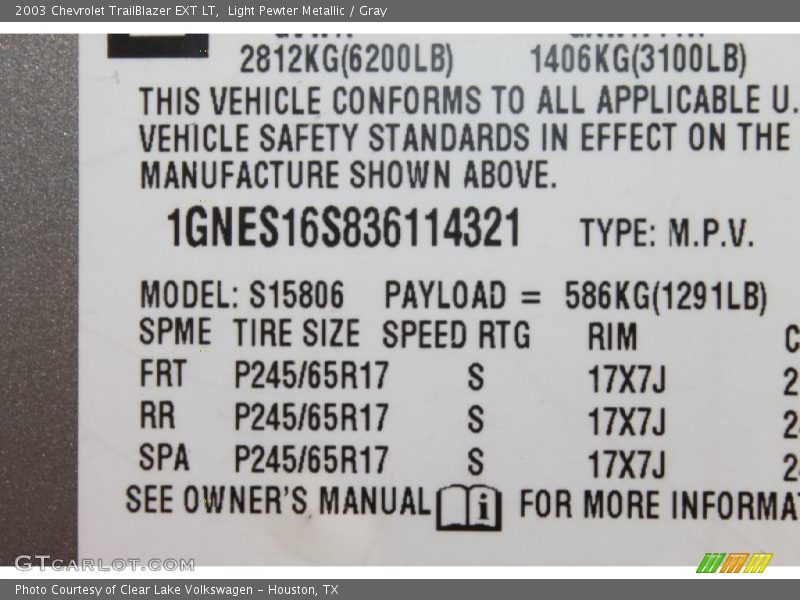 2003 Chevrolet TrailBlazer EXT LT, Light Pewter Metallic / Gray
2812KG(6200LB) 1406KG(3100LB)
THIS VEHICLE CONFORMS TO ALL APPLICABLE U.
VEHICLE SAFETY STANDARDS IN EFFECT ON THE
MANUFACTURE SHOWN ABOVE.
1GNES16S836114321 TYPE: M.P.V.
MODEL: S15806 PAYLOAD = 586KG(1291LB)
SPME TIRE SIZE SPEED RTG RIM C
FRT P245/65R17 S 17X7J 2
RR P245/65R17 S 17X7J 2
SPA P245/65R17 S 17X7J 2
SEE OWNER'S MANUAL i FOR MORE INFORMA
GTCARLOT.COM
Photo Courtesy of Clear Lake Volkswagen - Houston, TX